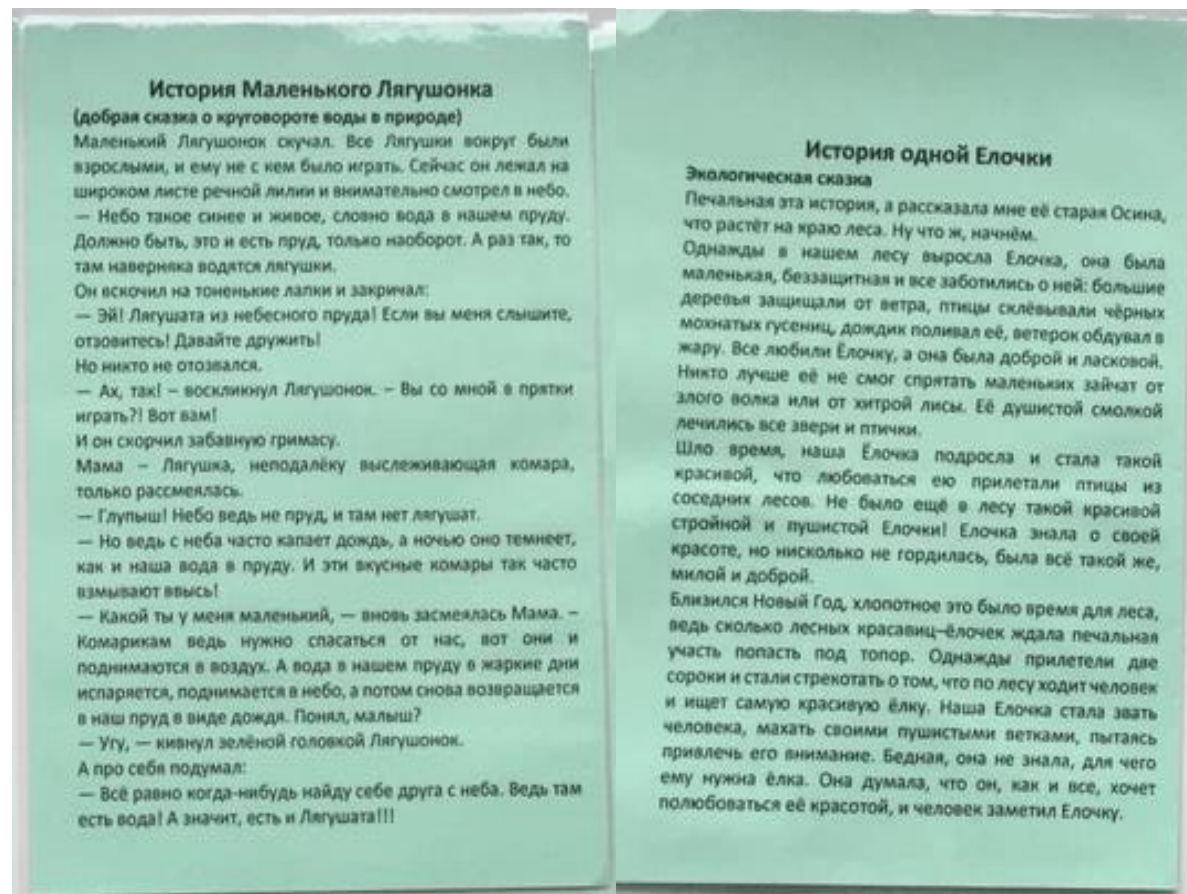 История Маленького Лягушонка
(добрая сказка о круговороте воды в природе)
Маленький Лягушонок скучал. Все Лягушки вокруг были
взрослыми, и ему не с кем было играть. Сейчас он лежал на
широком листе речной лилии и внимательно смотрел в небо.
— Небо такое синее и живое, словно вода в нашем пруду.
Должно быть, это и есть пруд, только наоборот. А раз так, то
там наверняка водятся лягушки.
Он вскочил на тоненькие лапки и закричал:
— Эй! Лягушата из небесного пруда! Если вы меня слышите,
отзовитесь! Давайте дружить!
Но никто не отозвался.
— Ах, так! – воскликнул Лягушонок. – Вы со мной в прятки
играть?! Вот вам!
И он скорчил забавную гримасу.
Мама – Лягушка, неподалёку выслеживающая комара,
только рассмеялась.
— Глупыш! Небо ведь не пруд, и там нет лягушат.
— Но ведь с неба часто капает дождь, а ночью оно темнеет,
как и наша вода в пруду. И эти вкусные комары так часто
взмывают ввысь!
— Какой ты у меня маленький, — вновь засмеялась Мама. –
Комарикам ведь нужно спасаться от нас, вот они и
поднимаются в воздух. А вода в нашем пруду в жаркие дни
испаряется, поднимается в небо, а потом снова возвращается
в наш пруд в виде дождя. Понял, малыш?
— Угу, — кивнул зелёной головкой Лягушонок.
А про себя подумал:
— Всё равно когда-нибудь найду себе друга с неба. Ведь там
есть вода! А значит, есть и Лягушата!!!
История одной Елочки
Экологическая сказка
Печальная эта история, а рассказала мне её старая Осина,
что растёт на краю леса. Ну что ж, начнём.
Однажды в нашем лесу выросла Елочка, она была
маленькая, беззащитная и все заботились о ней: большие
деревья защищали от ветра, птицы склёвывали чёрных
мохнатых гусениц, дождик поливал её, ветерок обдувал в
жару. Все любили Ёлочку, а она была доброй и ласковой.
Никто лучше её не смог спрятать маленьких зайчат от
злого волка или от хитрой лисы. Её душистой смолкой
лечились все звери и птички.
Шло время, наша Ёлочка подросла и стала такой
красивой, что любоваться ею прилетали птицы из
соседних лесов. Не было ещё в лесу такой красивой
стройной и пушистой Елочки! Елочка знала о своей
красоте, но нисколько не гордилась, была всё такой же,
милой и доброй.
Близился Новый Год, хлопотное это было время для леса,
ведь сколько лесных красавиц–ёлочек ждала печальная
участь попасть под топор. Однажды прилетели две
сороки и стали стрекотать о том, что по лесу ходит человек
и ищет самую красивую ёлку. Наша Елочка стала звать
человека, махать своими пушистыми ветками, пытаясь
привлечь его внимание. Бедная, она не знала, для чего
ему нужна ёлка. Она думала, что он, как и все, хочет
полюбоваться её красотой, и человек заметил Елочку.